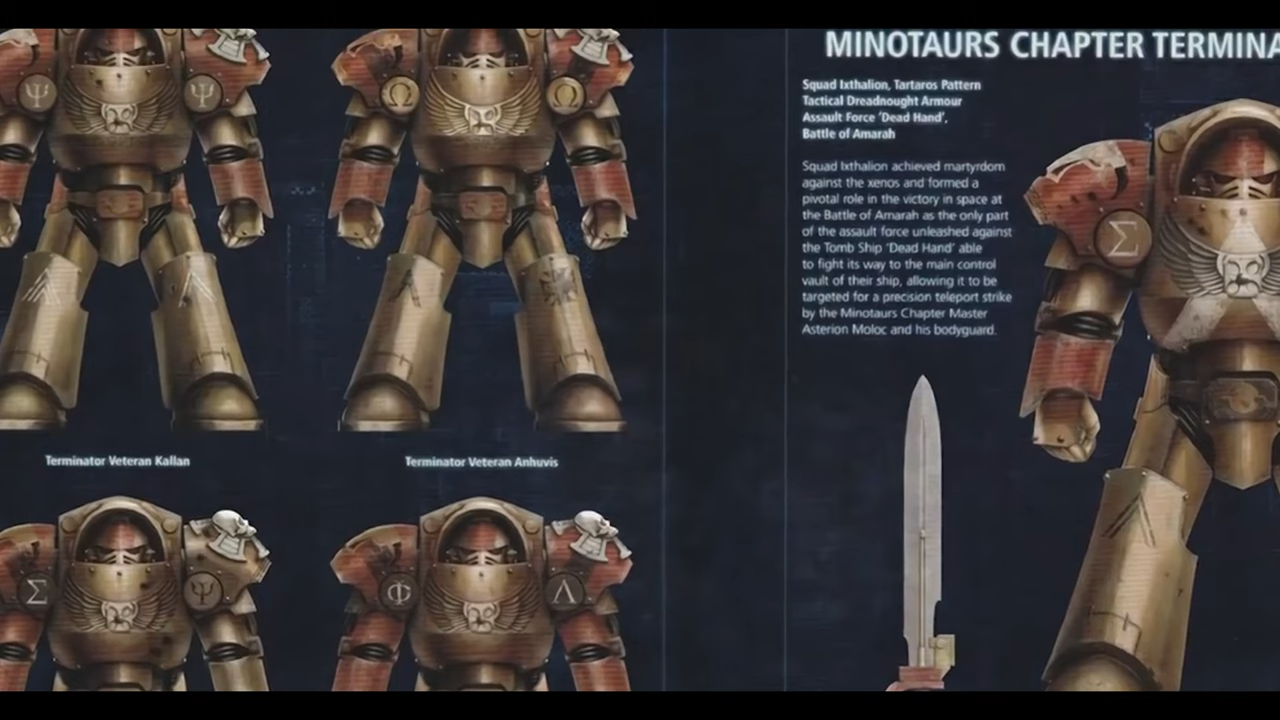 MINOTAURS CHAPTER TERMINA
Squad Ixthalion, Tartaros Pattern
Tactical Dreadnought Armour
Assault Force 'Dead Hand',
Battle of Amarah
Squad Ixthalion achieved martyrdom
against the xenos and formed a
pivotal role in the victory in space at
the Battle of Amarah as the only part
of the assault force unleashed against
the Tomb Ship 'Dead Hand' able
to fight its way to the main control
vault of their ship, allowing it to be
targeted for a precision teleport strike
by the Minotaurs Chapter Master
Asterion Moloc and his bodyguard.
Ψ Ψ
Ω Ω
Σ
Terminator Veteran Kallan
Terminator Veteran Anhuvis
Σ Ψ
Φ Λ